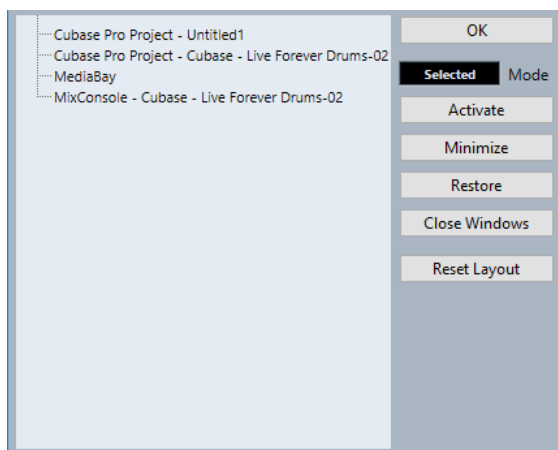 Cubase Pro Project - Untitled1
Cubase Pro Project - Cubase - Live Forever Drums-02
MediaBay
MixConsole - Cubase - Live Forever Drums-02
OK
Selected Mode
Activate
Minimize
Restore
Close Windows
Reset Layout